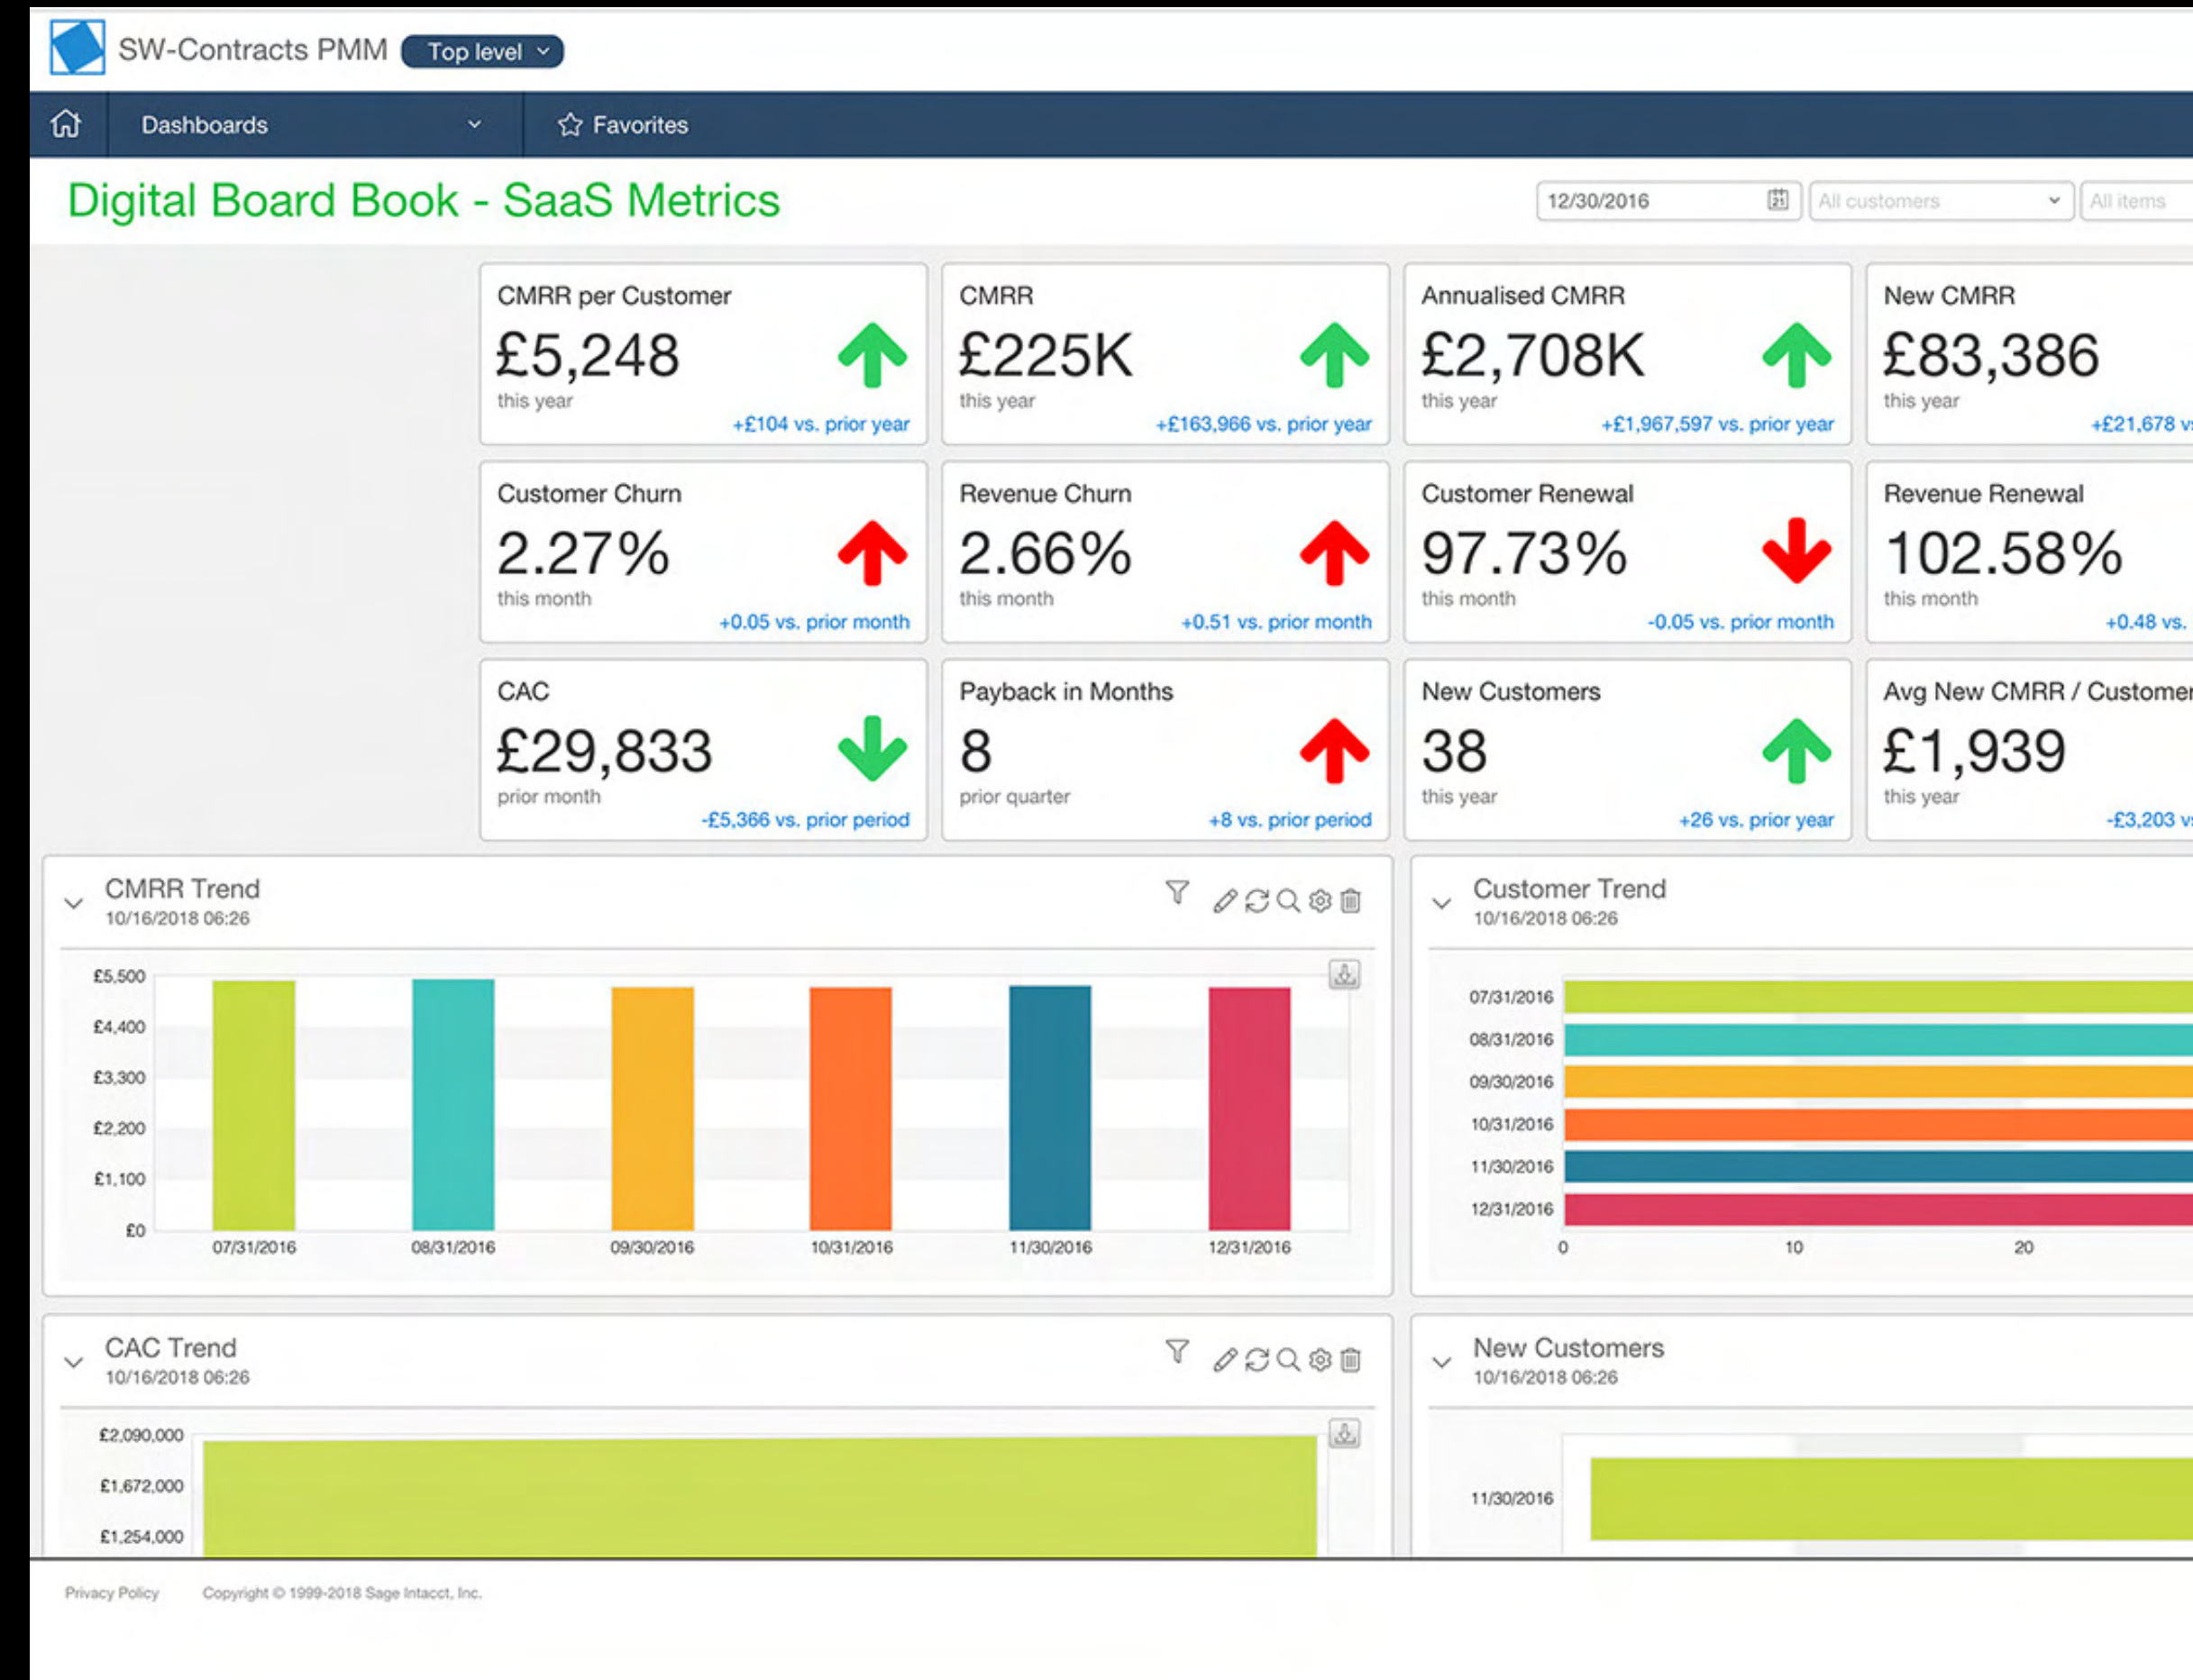 SW-Contracts PMM Top level
Dashboards Favorites
Digital Board Book - SaaS Metrics
12/30/2016 All customers All items
CMRR per Customer
£5,248
this year
+£104 vs. prior year
CMRR
£225K
this year
+£163,966 vs. prior year
Annualised CMRR
£2,708K
this year
+£1,967,597 vs. prior year
New CMRR
£83,386
this year
+£21,678
Customer Churn
2.27%
this month
+0.05 vs. prior month
Revenue Churn
2.66%
this month
+0.51 vs. prior month
Customer Renewal
97.73%
this month
-0.05 vs. prior month
Revenue Renewal
102.58%
this month
+0.48 vs.
CAC
£29,833
prior month
-£5,366 vs. prior period
Payback in Months
8
prior quarter
+8 vs. prior period
New Customers
38
this year
+26 vs. prior year
Avg New CMRR / Customer
£1,939
this year
-£3,203
CMRR Trend
10/16/2018 06:26
£5,500
£4,400
£3,300
£2,200
£1,100
£0
07/31/2016 08/31/2016 09/30/2016 10/31/2016 11/30/2016 12/31/2016
Customer Trend
10/16/2018 06:26
07/31/2016
08/31/2016
09/30/2016
10/31/2016
11/30/2016
12/31/2016
0 10 20
CAC Trend
10/16/2018 06:26
£2,090,000
£1,672,000
£1,254,000
New Customers
10/16/2018 06:26
11/30/2016
Privacy Policy Copyright © 1999-2018 Sage Intacct, Inc.